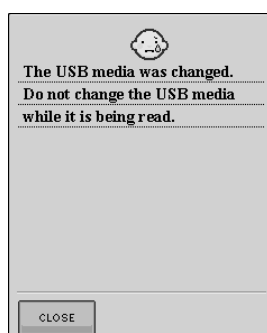 The USB media was changed.
Do not change the USB media
while it is being read.
CLOSE